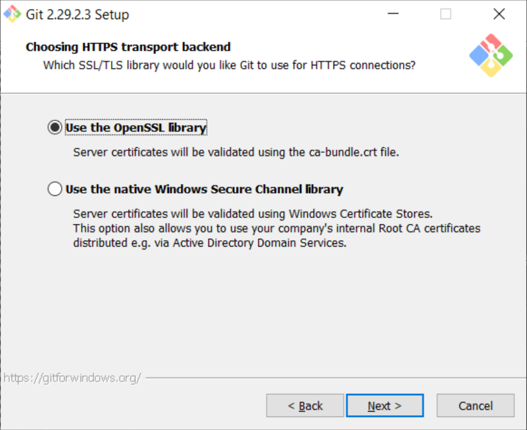 Git 2.29.2.3 Setup
Choosing HTTPS transport backend
Which SSL/TLS library would you like Git to use for HTTPS connections?
Use the OpenSSL library
Server certificates will be validated using the ca-bundle.crt file.
Use the native Windows Secure Channel library
Server certificates will be validated using Windows Certificate Stores.
This option also allows you to use your company's internal Root CA certificates
distributed e.g. via Active Directory Domain Services.
https://gitforwindows.org/
< Back
Next >
Cancel